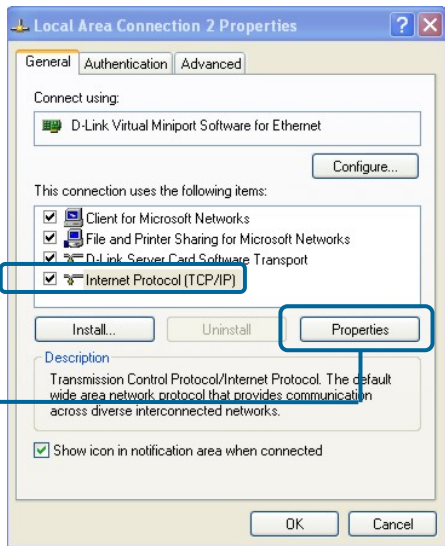 Local Area Connection 2 Properties
General Authentication Advanced
Connect using:
D-Link Virtual Miniport Software for Ethernet
Configure...
This connection uses the following items:
Client for Microsoft Networks
File and Printer Sharing for Microsoft Networks
D-Link Server Card Software Transport
Internet Protocol (TCP/IP)
Install... Uninstall Properties
Description
Transmission Control Protocol/Internet Protocol. The default
wide area network protocol that provides communication
across diverse interconnected networks.
Show icon in notification area when connected
OK Cancel